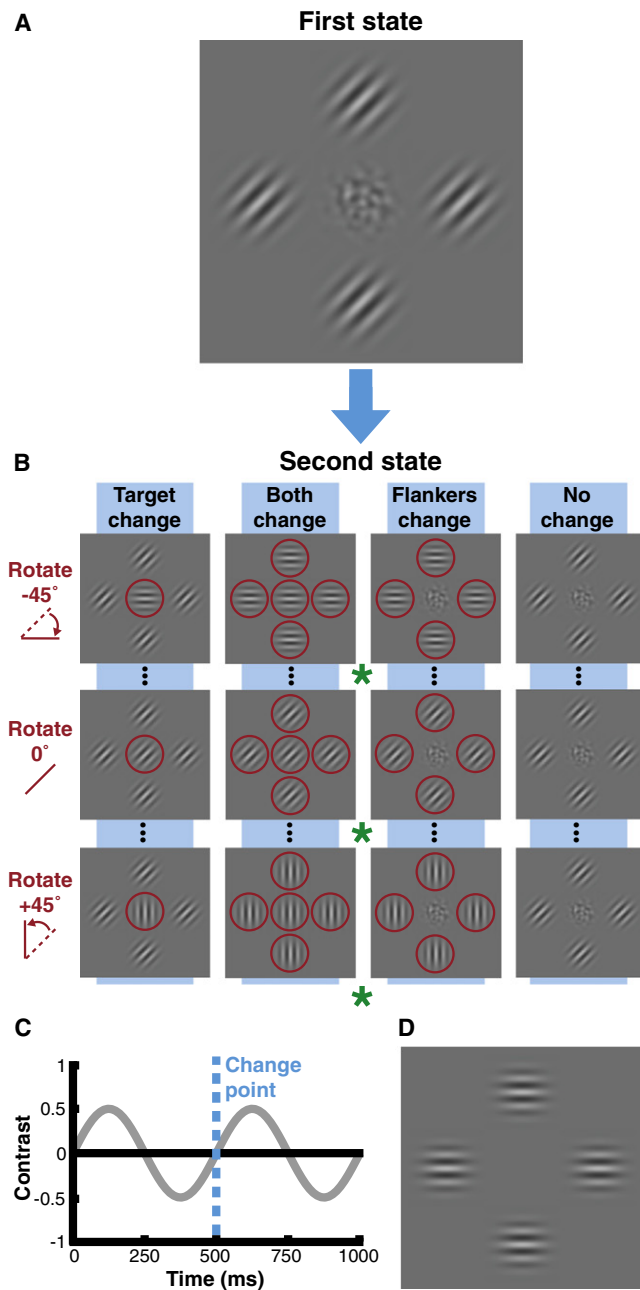 A
First state
B
Second state
Target change
Both change
Flankers change
No change
Rotate -45°
Rotate 0°
Rotate +45°
*
*
*
C
Change point
Contrast
1
0.5
0
-0.5
-1
0
250
500
750
1000
Time (ms)
D